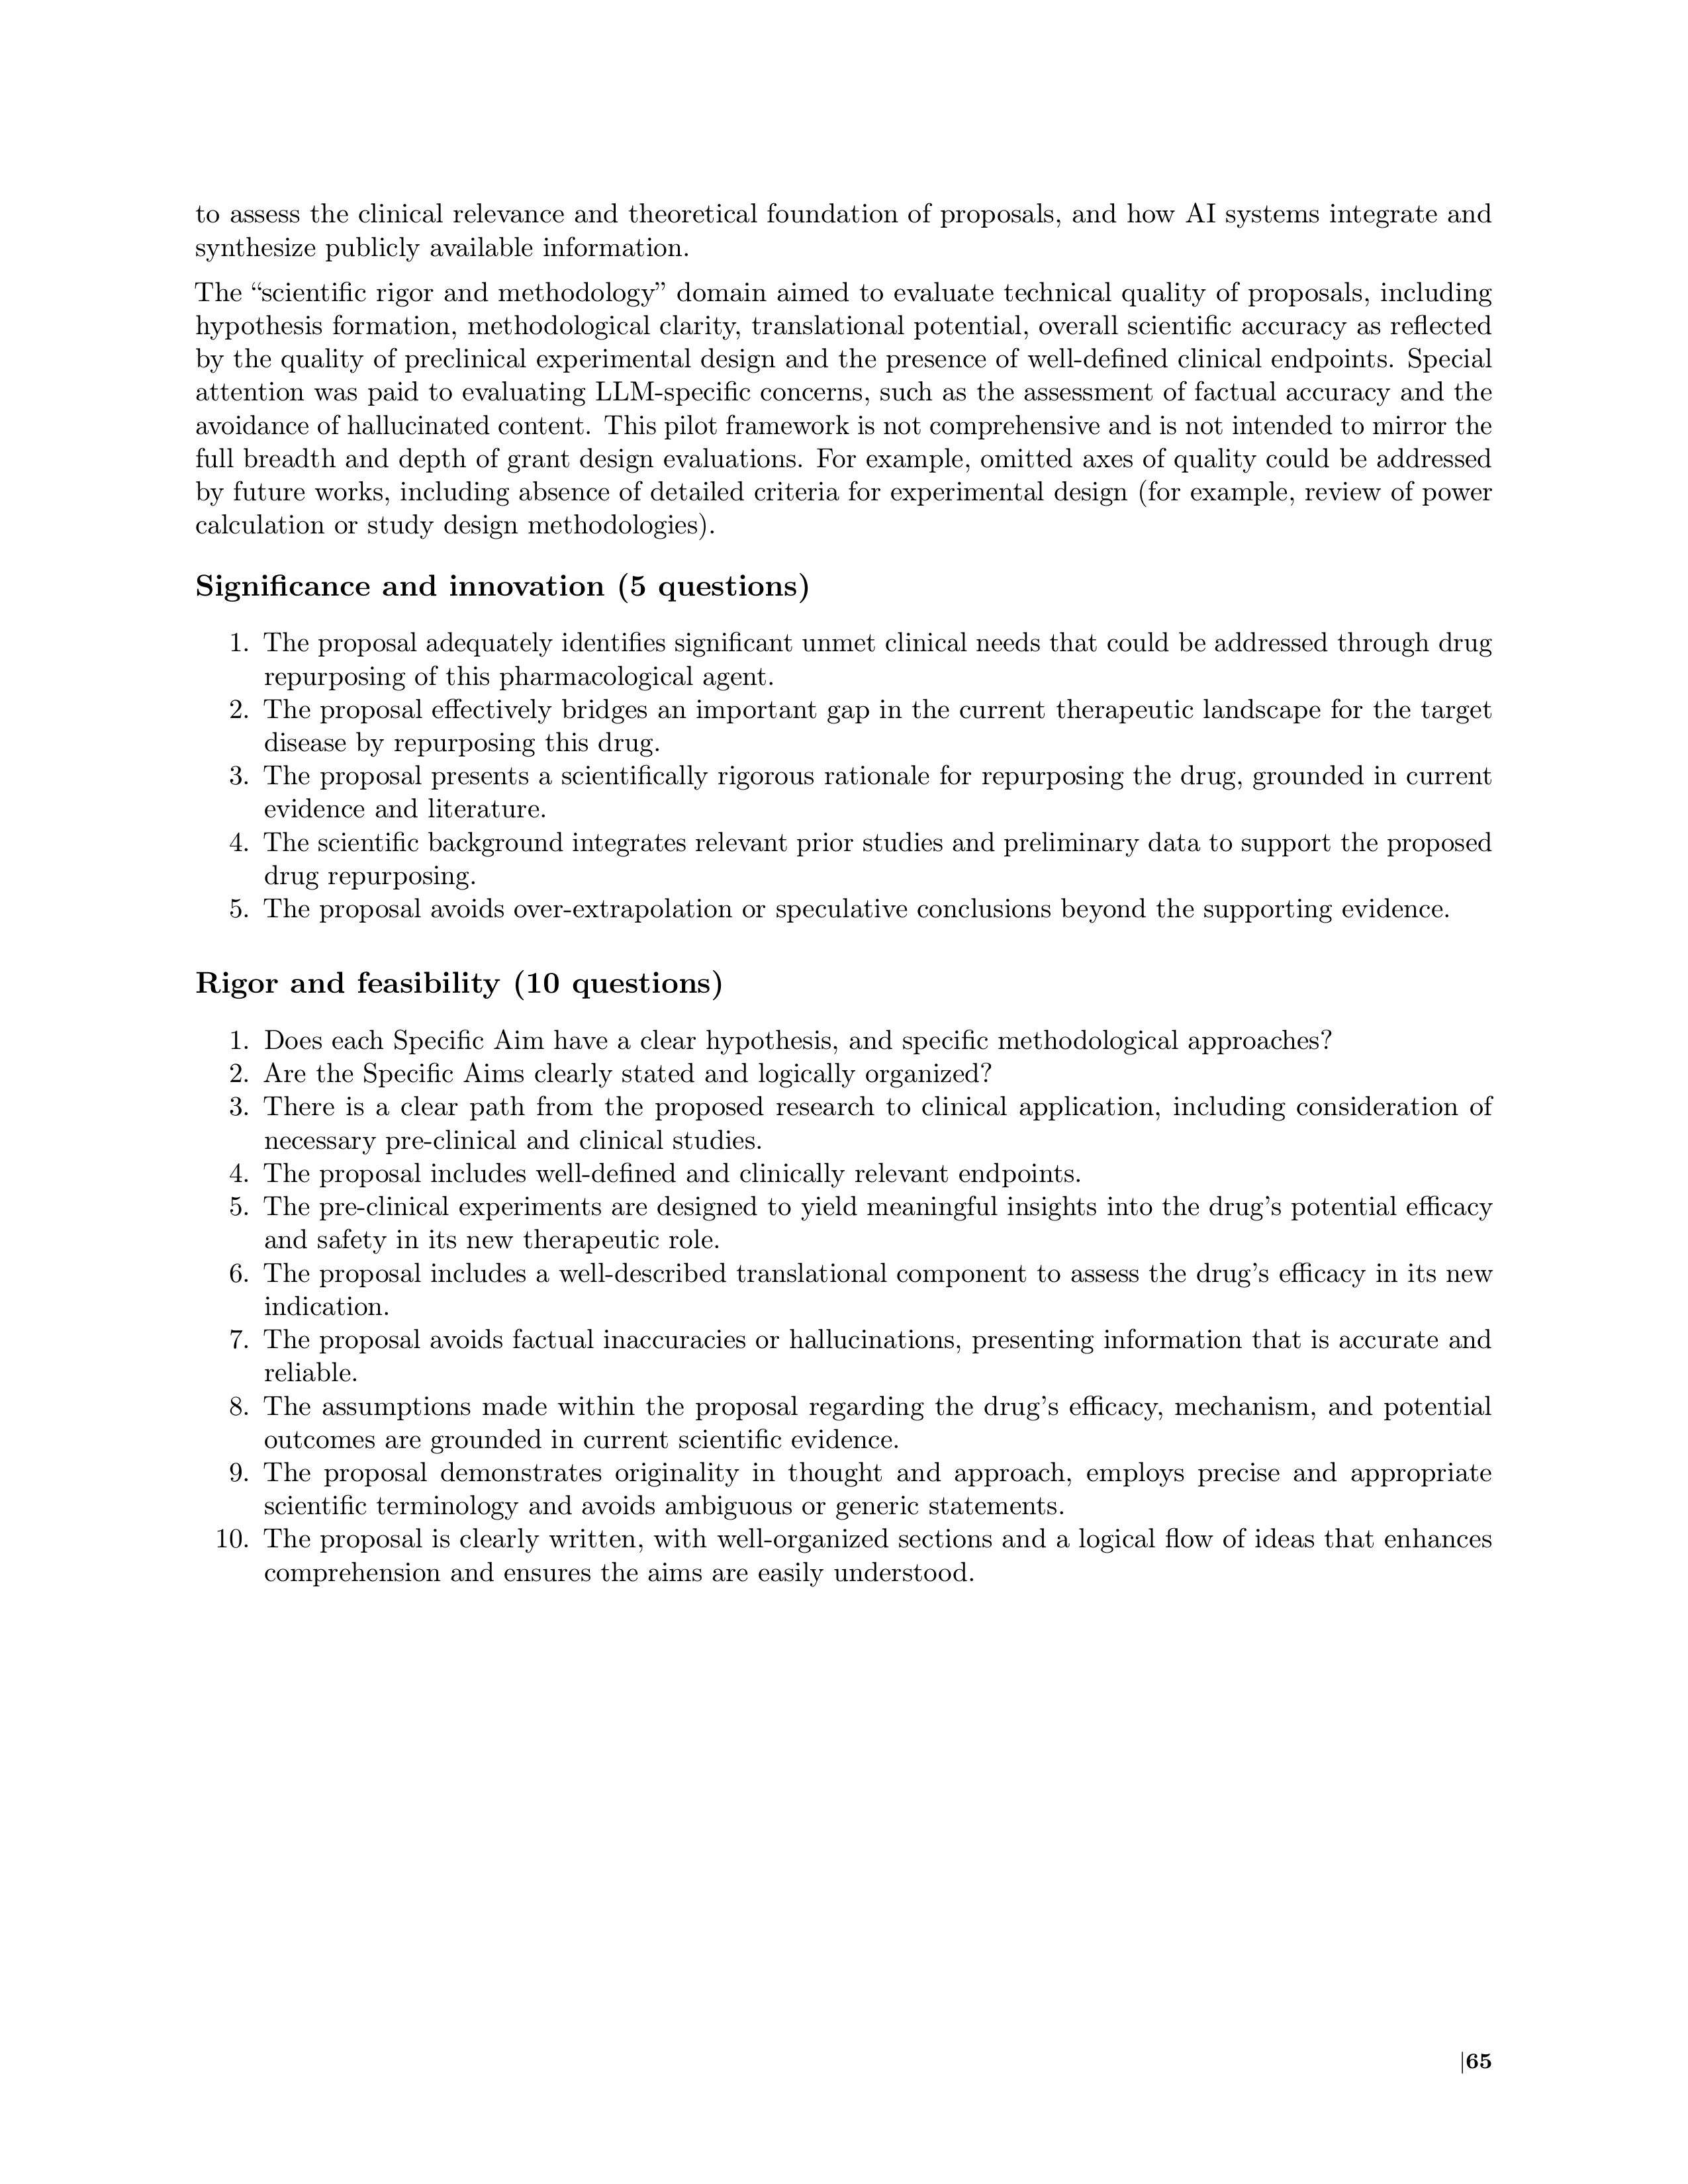 to assess the clinical relevance and theoretical foundation of proposals, and how AI systems integrate and
synthesize publicly available information.
The “scientific rigor and methodology” domain aimed to evaluate technical quality of proposals, including
hypothesis formation, methodological clarity, translational potential, overall scientific accuracy as reflected
by the quality of preclinical experimental design and the presence of well-defined clinical endpoints. Special
attention was paid to evaluating LLM-specific concerns, such as the assessment of factual accuracy and the
avoidance of hallucinated content. This pilot framework is not comprehensive and is not intended to mirror the
full breadth and depth of grant design evaluations. For example, omitted axes of quality could be addressed
by future works, including absence of detailed criteria for experimental design (for example, review of power
calculation or study design methodologies).
Significance and innovation (5 questions)
1. The proposal adequately identifies significant unmet clinical needs that could be addressed through drug
repurposing of this pharmacological agent.
2. The proposal effectively bridges an important gap in the current therapeutic landscape for the target
disease by repurposing this drug.
3. The proposal presents a scientifically rigorous rationale for repurposing the drug, grounded in current
evidence and literature.
4. The scientific background integrates relevant prior studies and preliminary data to support the proposed
drug repurposing.
5. The proposal avoids over-extrapolation or speculative conclusions beyond the supporting evidence.
Rigor and feasibility (10 questions)
1. Does each Specific Aim have a clear hypothesis, and specific methodological approaches?
2. Are the Specific Aims clearly stated and logically organized?
3. There is a clear path from the proposed research to clinical application, including consideration of
necessary pre-clinical and clinical studies.
4. The proposal includes well-defined and clinically relevant endpoints.
5. The pre-clinical experiments are designed to yield meaningful insights into the drug’s potential efficacy
and safety in its new therapeutic role.
6. The proposal includes a well-described translational component to assess the drug’s efficacy in its new
indication.
7. The proposal avoids factual inaccuracies or hallucinations, presenting information that is accurate and
reliable.
8. The assumptions made within the proposal regarding the drug’s efficacy, mechanism, and potential
outcomes are grounded in current scientific evidence.
9. The proposal demonstrates originality in thought and approach, employs precise and appropriate
scientific terminology and avoids ambiguous or generic statements.
10. The proposal is clearly written, with well-organized sections and a logical flow of ideas that enhances
comprehension and ensures the aims are easily understood.
|65